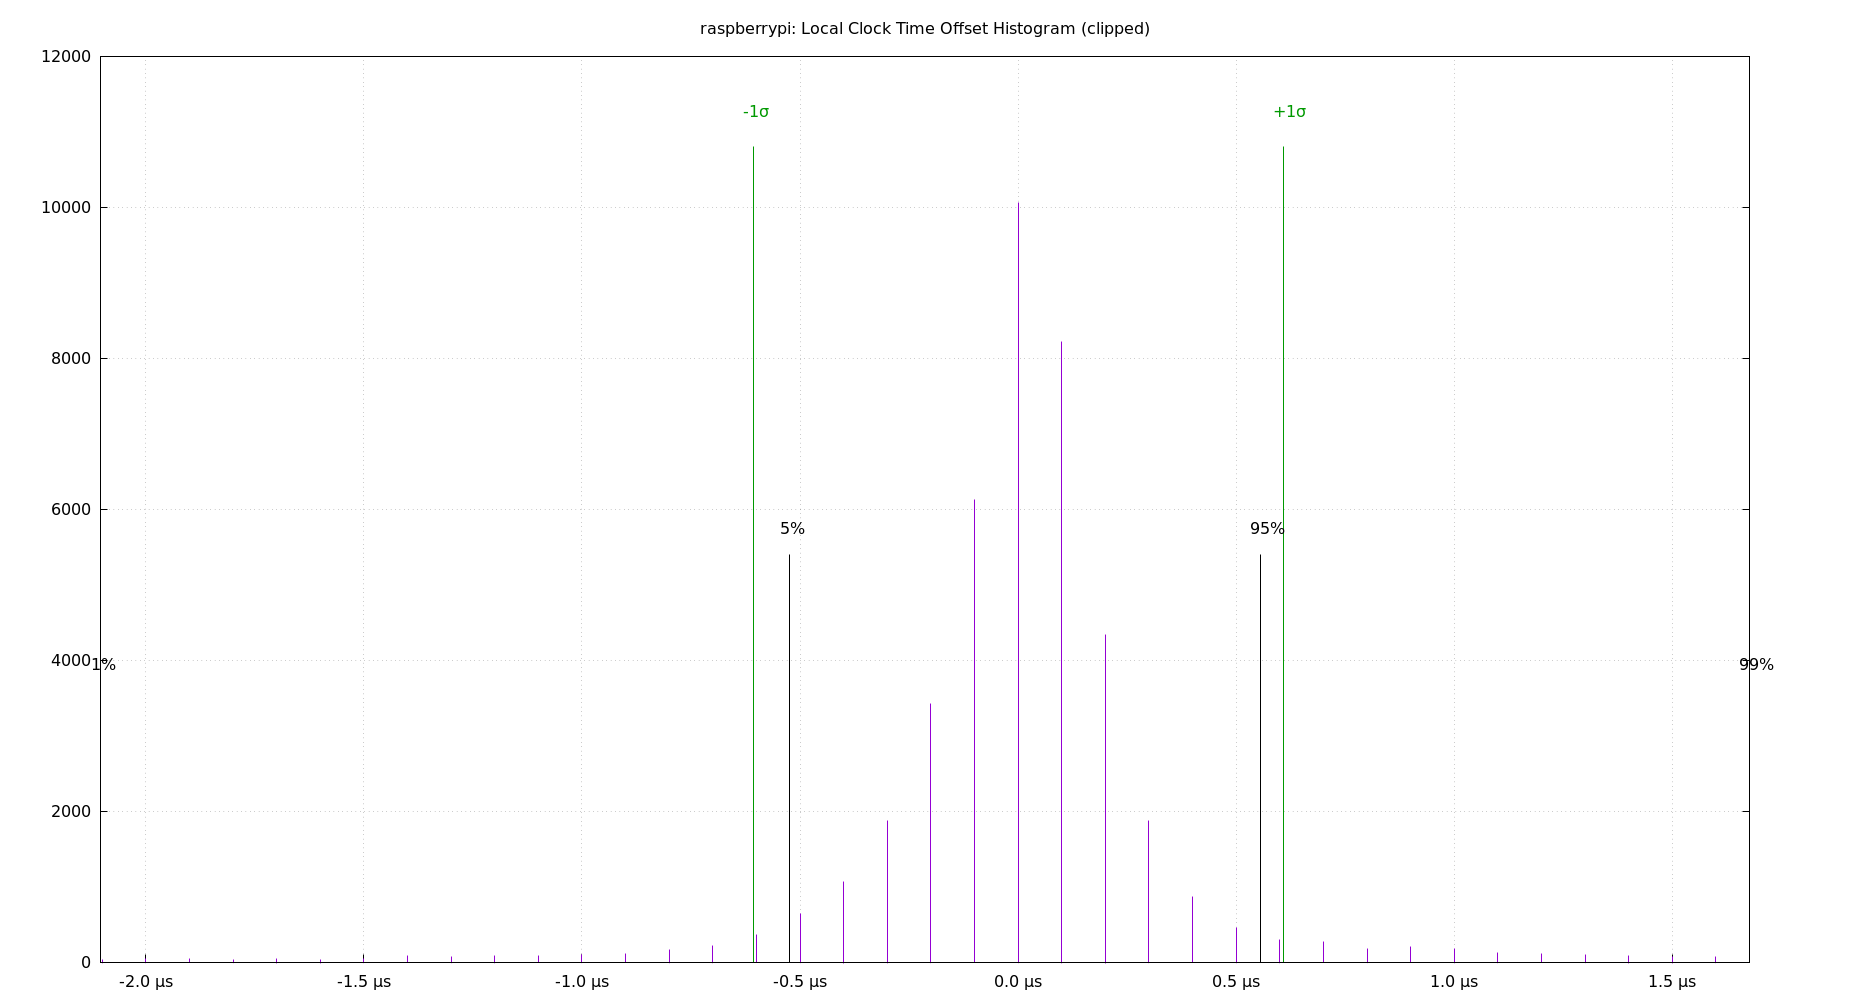 raspberrypi: Local Clock Time Offset Histogram (clipped)
12000
-1σ
+1σ
10000
8000
6000
5%
95%
4000
1%
99%
2000
0
-2.0 µs
-1.5 µs
-1.0 µs
-0.5 µs
0.0 µs
0.5 µs
1.0 µs
1.5 µs